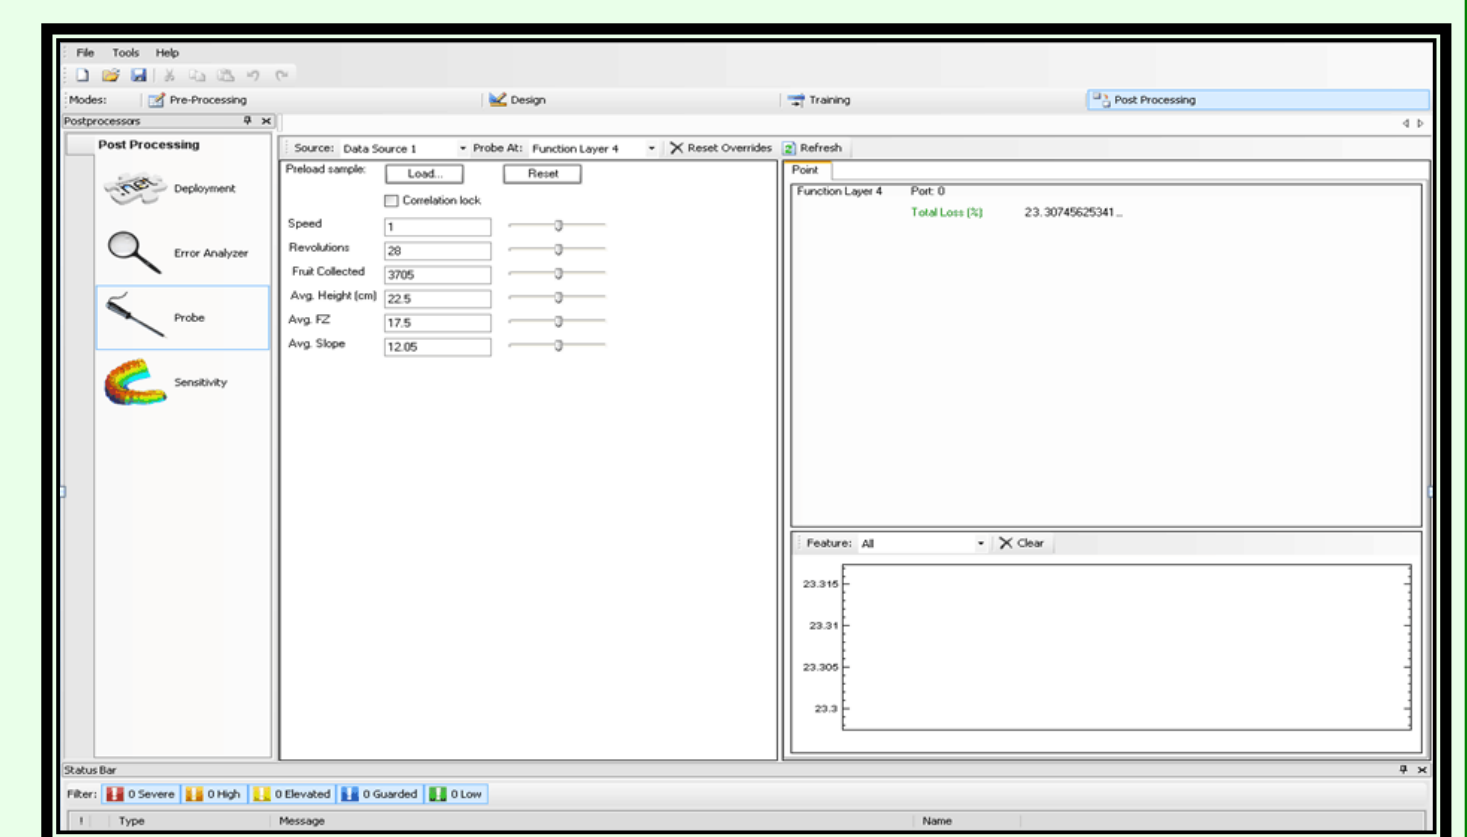 File Tools Help
Modes: Pre-Processing Design Training Post Processing
Postprocessors
Post Processing
Source: Data Source 1 Probe At: Function Layer 4 Reset Overrides Refresh
.net Deployment
Error Analyzer
Probe
Sensitivity
Preload sample: Load... Reset
Correlation lock
Speed 1
Revolutions 28
Fruit Collected 3705
Avg. Height (cm) 22.5
Avg. FZ 17.5
Avg. Slope 12.05
Point
Function Layer 4 Port: 0
Total Loss (%) 23.30745625341...
Feature: All Clear
23.315
23.31
23.305
23.3
Status Bar
Filter: 0 Severe 0 High 0 Elevated 0 Guarded 0 Low
! Type Message Name